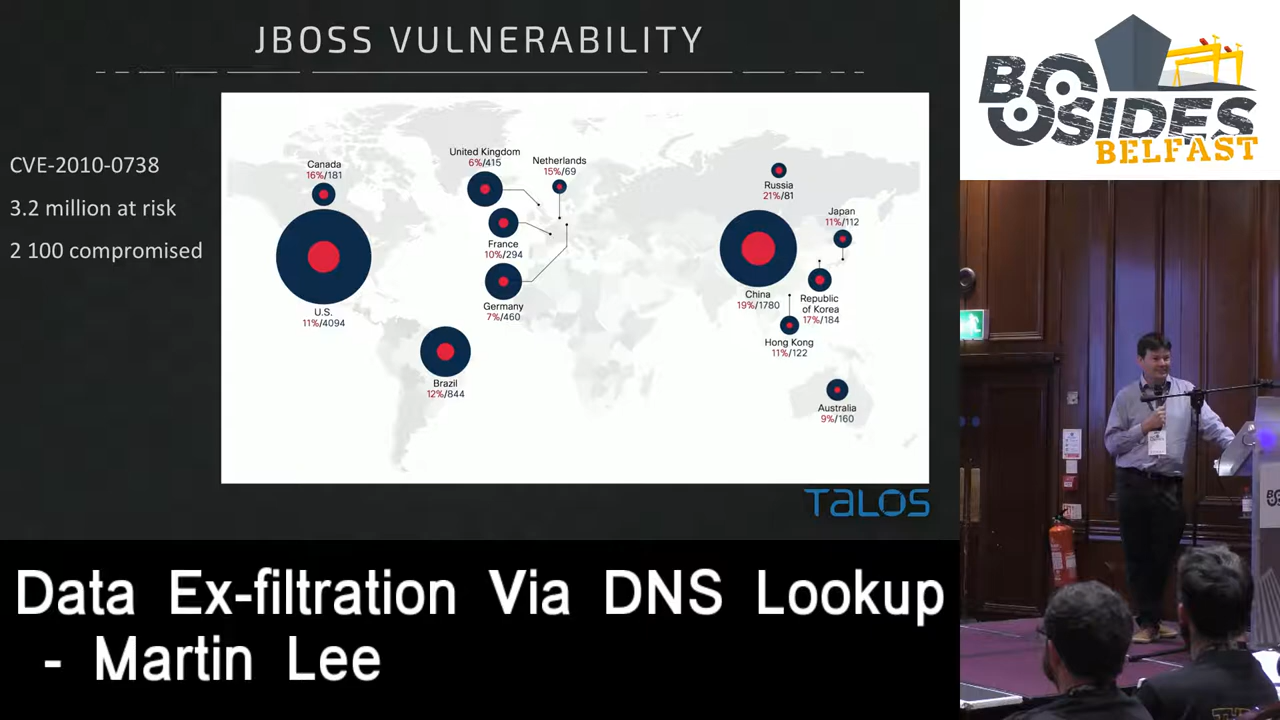 JBOSS VULNERABILITY
CVE-2010-0738
3.2 million at risk
2 100 compromised
Canada
16%/181
U.S.
11%/4094
United Kingdom
6%/415
Netherlands
15%/69
France
10%/294
Germany
7%/460
Brazil
12%/844
Russia
21%/81
Japan
11%/112
China
19%/1780
Republic
of Korea
17%/184
Hong Kong
11%/122
Australia
9%/160
TALOS
BSIDES
BELFAST
Data Ex-filtration Via DNS Lookup
- Martin Lee